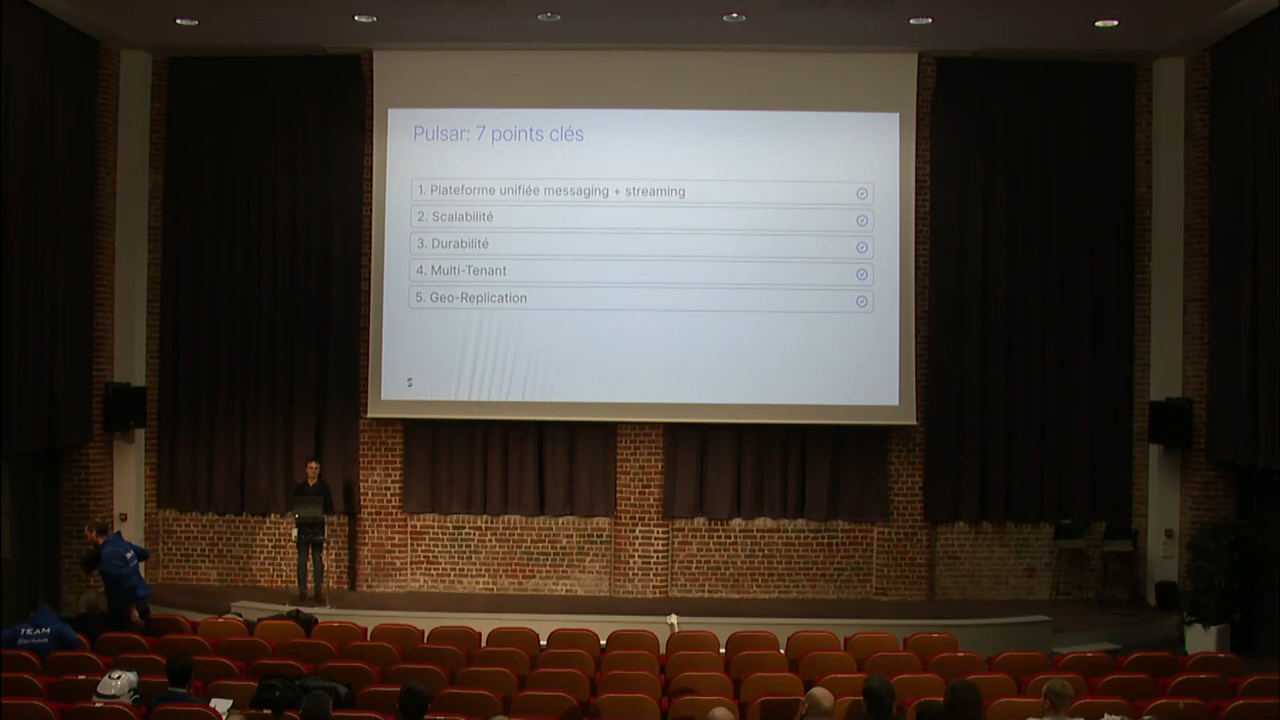 Pulsar: 7 points clés
1. Plateforme unifiée messaging + streaming
2. Scalabilité
3. Durabilité
4. Multi-Tenant
5. Geo-Replication
TEAM